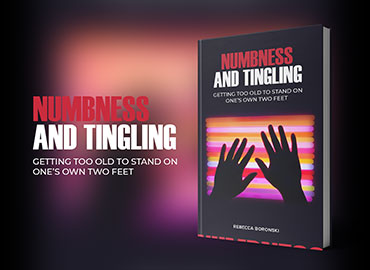 NUMBNESS
AND TINGLING
GETTING TOO OLD TO STAND ON
ONE'S OWN TWO FEET
NUMBNESS
AND TINGLING
GETTING TOO OLD TO STAND ON
ONE'S OWN TWO FEET
REBECCA BORONSKI